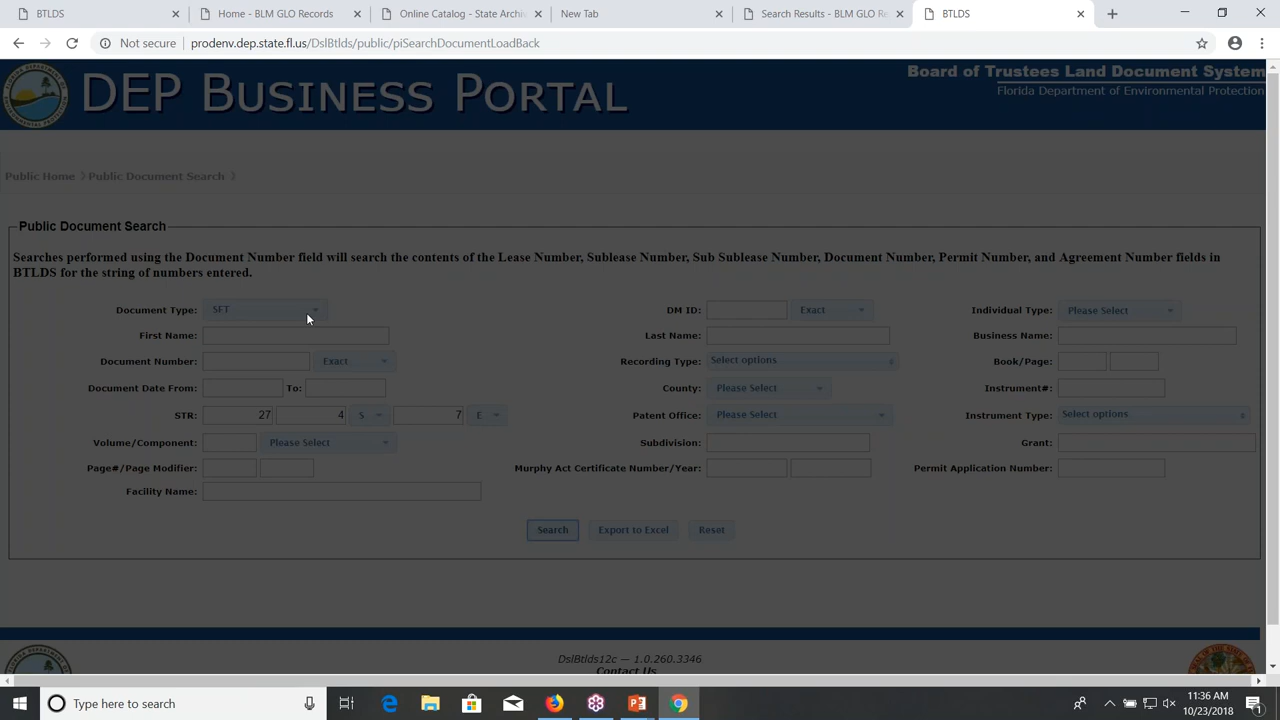 BTLDS
Home - BLM GLO Records
Online Catalog - State Archi
New Tab
Search Results - BLM GLO Re
BTLDS
Not secure
prodenv.dep.state.fl.us/DslBtlds/public/piSearchDocumentLoadBack
DEP BUSINESS PORTAL
Board of Trustees Land Document System
Florida Department of Environmental Protection
Public Home
Public Document Search
Public Document Search
Searches performed using the Document Number field will search the contents of the Lease Number, Sublease Number, Sub Sublease Number, Document Number, Permit Number, and Agreement Number fields in
BTLDS for the string of numbers entered.
Document Type: SFT DM ID: Exact Individual Type: Please Select
First Name: Last Name: Business Name:
Document Number: Exact Recording Type: Select options Book/Page:
Document Date From: To: County: Please Select Instrument#:
STR: 27 4 S 7 E Patent Office: Please Select Instrument Type: Select options
Volume/Component: Please Select Subdivision: Grant:
Page#/Page Modifier: Murphy Act Certificate Number/Year: Permit Application Number:
Facility Name:
Search Export to Excel Reset
DslBtlds12c — 1.0.260.3346
Contact Us
Type here to search
11:36 AM
10/23/2018